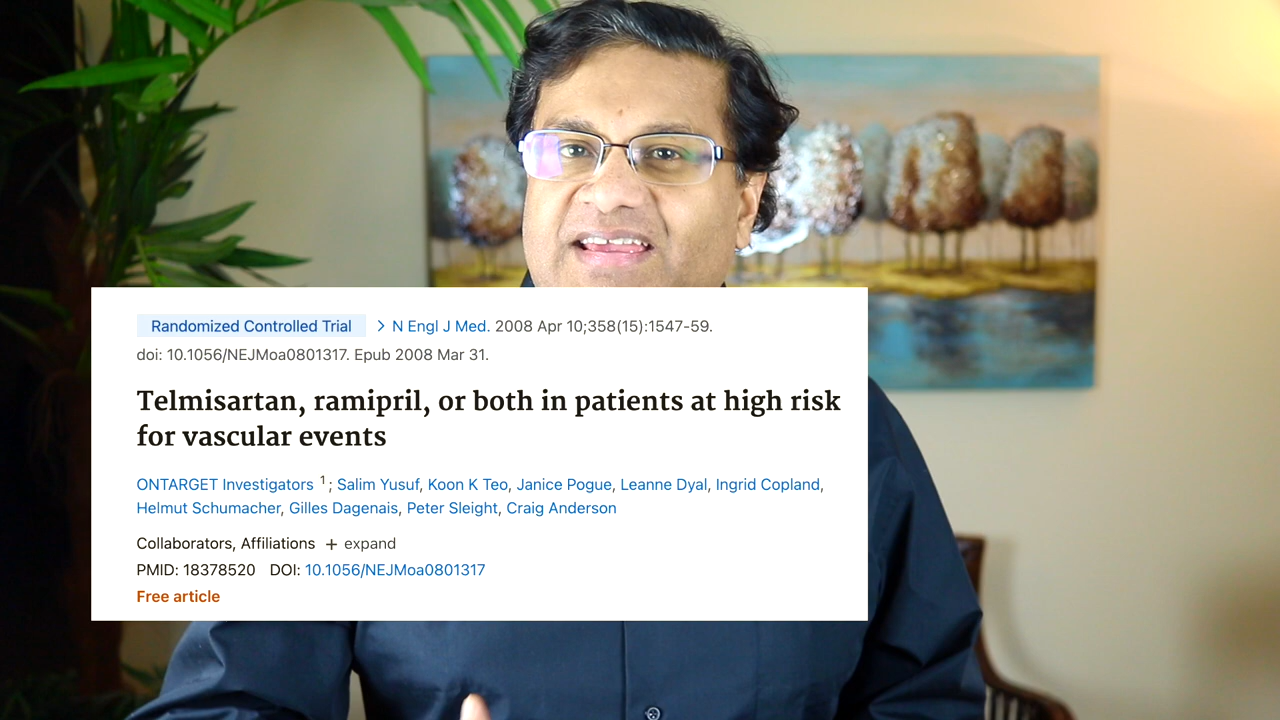 Randomized Controlled Trial > N Engl J Med. 2008 Apr 10;358(15):1547-59.
doi: 10.1056/NEJMoa0801317. Epub 2008 Mar 31.
Telmisartan, ramipril, or both in patients at high risk
for vascular events
ONTARGET Investigators 1; Salim Yusuf, Koon K Teo, Janice Pogue, Leanne Dyal, Ingrid Copland,
Helmut Schumacher, Gilles Dagenais, Peter Sleight, Craig Anderson
Collaborators, Affiliations + expand
PMID: 18378520 DOI: 10.1056/NEJMoa0801317
Free article